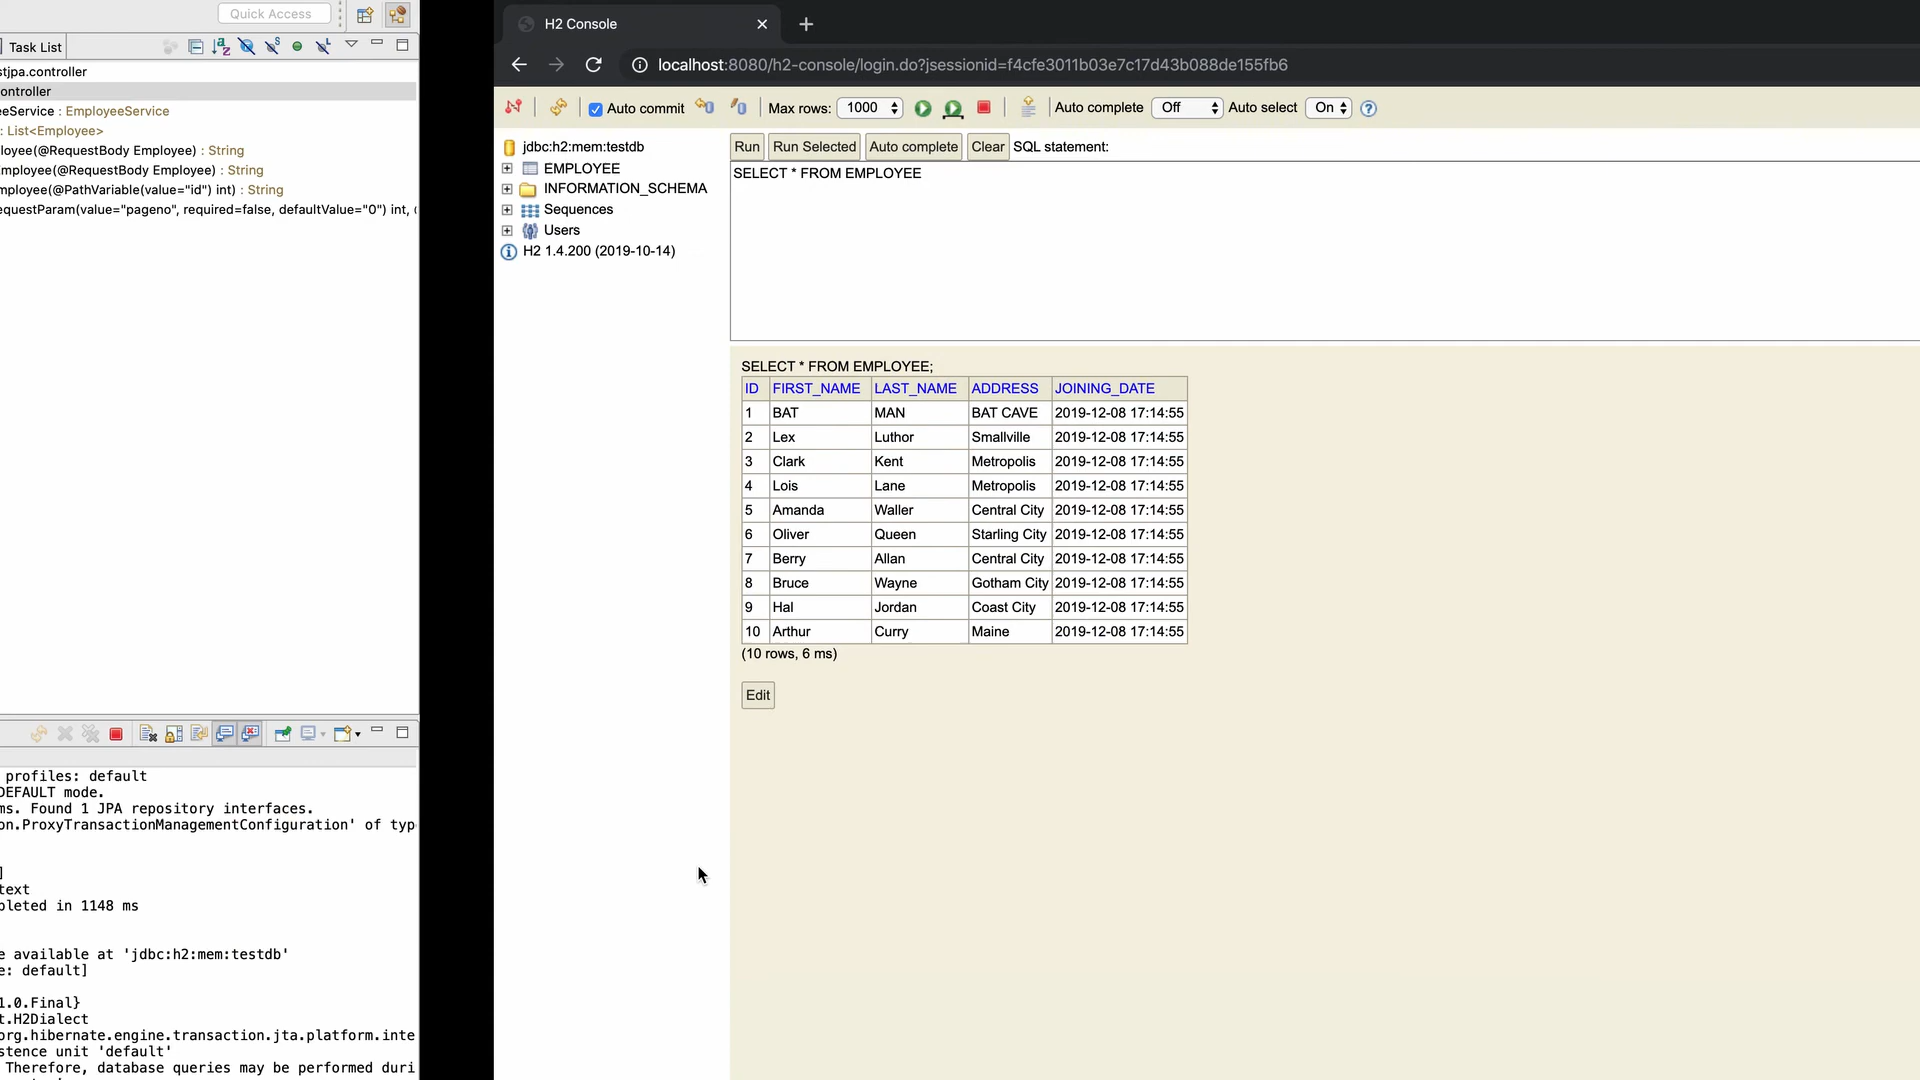 Quick Access
Task List
tjpa.controller
ontroller
eeService : EmployeeService
: List<Employee>
loyee(@RequestBody Employee) : String
mployee(@RequestBody Employee) : String
mployee(@PathVariable(value="id") int) : String
equestParam(value="pageno", required=false, defaultValue="0") int,
profiles: default
DEFAULT mode.
ms. Found 1 JPA repository interfaces.
on.ProxyTransactionManagementConfiguration' of typ
]
text
pleted in 1148 ms
e available at 'jdbc:h2:mem:testdb'
e: default]
1.0.Final}
t.H2Dialect
org.hibernate.engine.transaction.jta.platform.inte
stence unit 'default'
Therefore, database queries may be performed duri
H2 Console
localhost:8080/h2-console/login.do?jsessionid=f4cfe3011b03e7c17d43b088de155fb6
Auto commit Max rows: 1000 Auto complete Off Auto select On
jdbc:h2:mem:testdb
EMPLOYEE
INFORMATION_SCHEMA
Sequences
Users
H2 1.4.200 (2019-10-14)
Run Run Selected Auto complete Clear SQL statement:
SELECT * FROM EMPLOYEE
SELECT * FROM EMPLOYEE;
ID FIRST_NAME LAST_NAME ADDRESS JOINING_DATE
1 BAT MAN BAT CAVE 2019-12-08 17:14:55
2 Lex Luthor Smallville 2019-12-08 17:14:55
3 Clark Kent Metropolis 2019-12-08 17:14:55
4 Lois Lane Metropolis 2019-12-08 17:14:55
5 Amanda Waller Central City 2019-12-08 17:14:55
6 Oliver Queen Starling City 2019-12-08 17:14:55
7 Berry Allan Central City 2019-12-08 17:14:55
8 Bruce Wayne Gotham City 2019-12-08 17:14:55
9 Hal Jordan Coast City 2019-12-08 17:14:55
10 Arthur Curry Maine 2019-12-08 17:14:55
(10 rows, 6 ms)
Edit